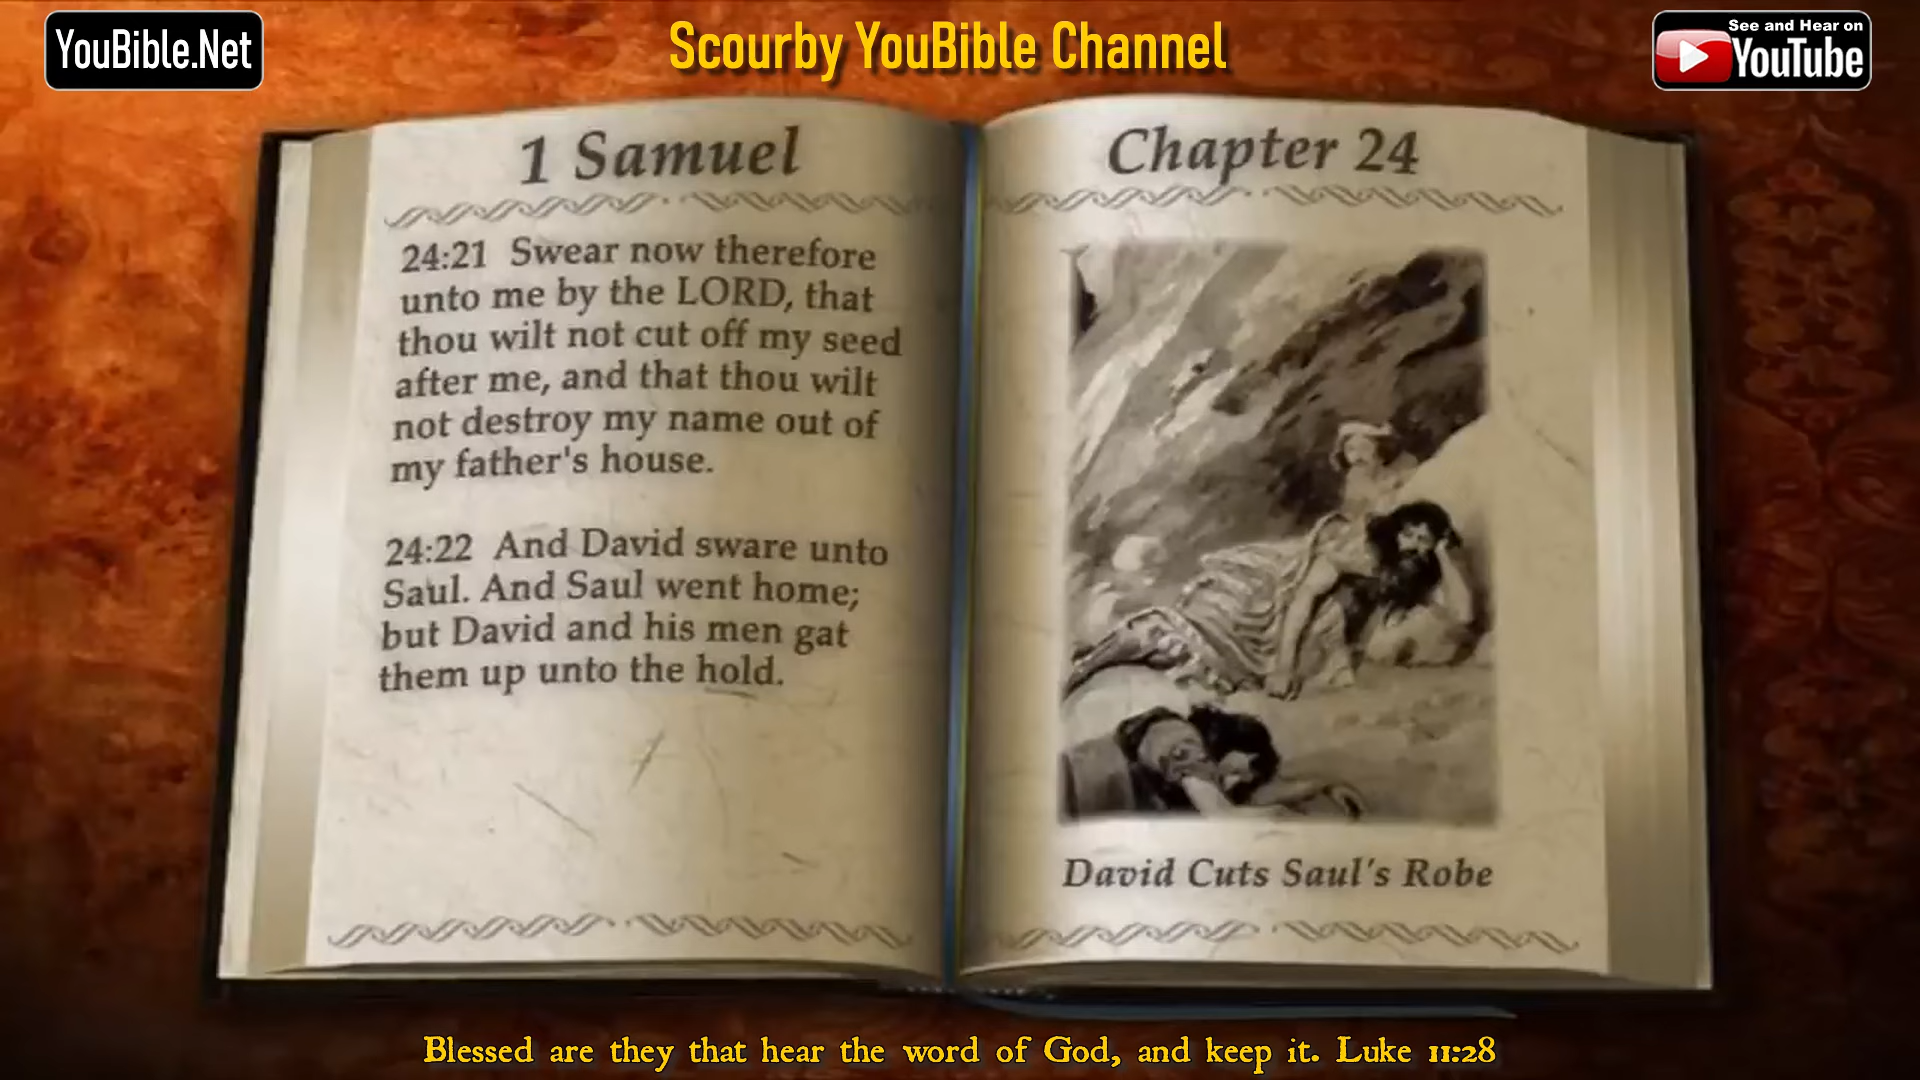 YouBible.Net
Scourby YouBible Channel
See and Hear on
YouTube
1 Samuel
24:21 Swear now therefore
unto me by the LORD, that
thou wilt not cut off my seed
after me, and that thou wilt
not destroy my name out of
my father's house.
24:22 And David sware unto
Saul. And Saul went home;
but David and his men gat
them up unto the hold.
Chapter 24
David Cuts Saul's Robe
Blessed are they that hear the word of God, and keep it. Luke 11:28